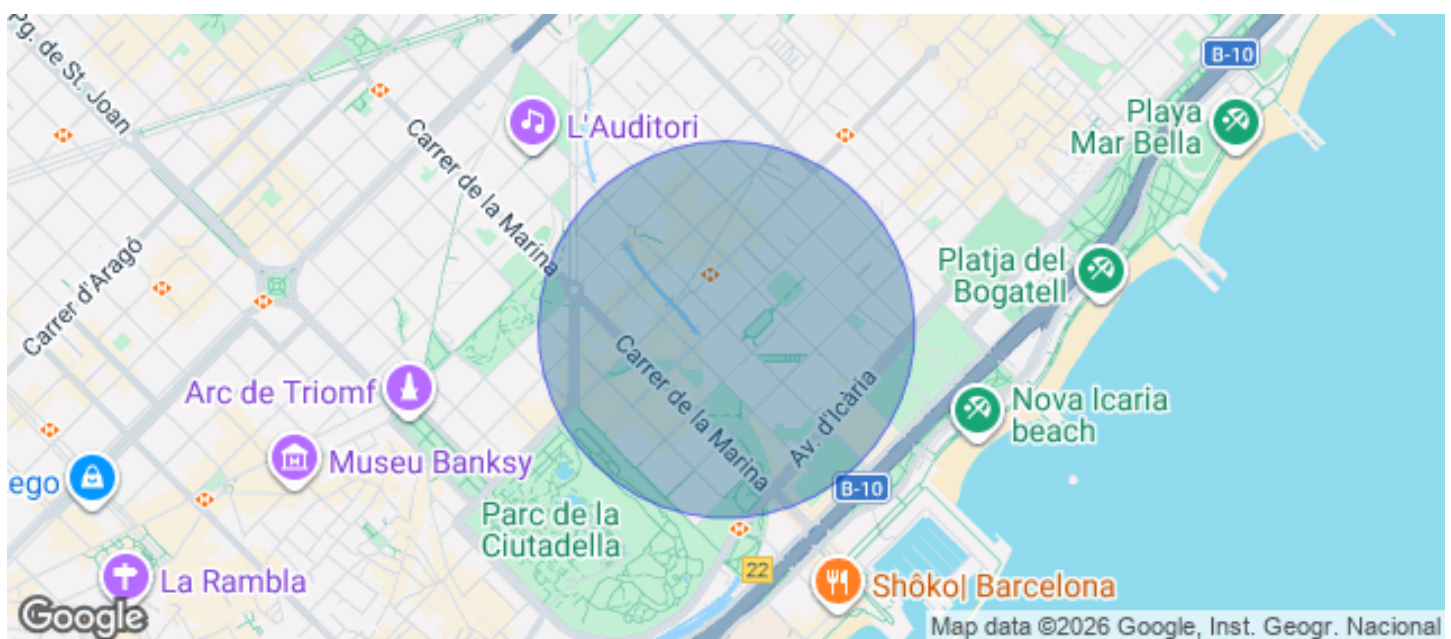 Pg. de St. Joan
B-10
L'Auditori
Playa
Mar Bella
Carrer de la Marina
Carrer d'Aragó
Platja del
Bogatell
Carrer de la Marina
Av. d'Icària
Arc de Triomf
Nova Icaria
beach
Museu Banksy
ego
B-10
Parc de la
Ciutadella
22
La Rambla
Shôko| Barcelona
Google
Map data ©2026 Google, Inst. Geogr. Nacional